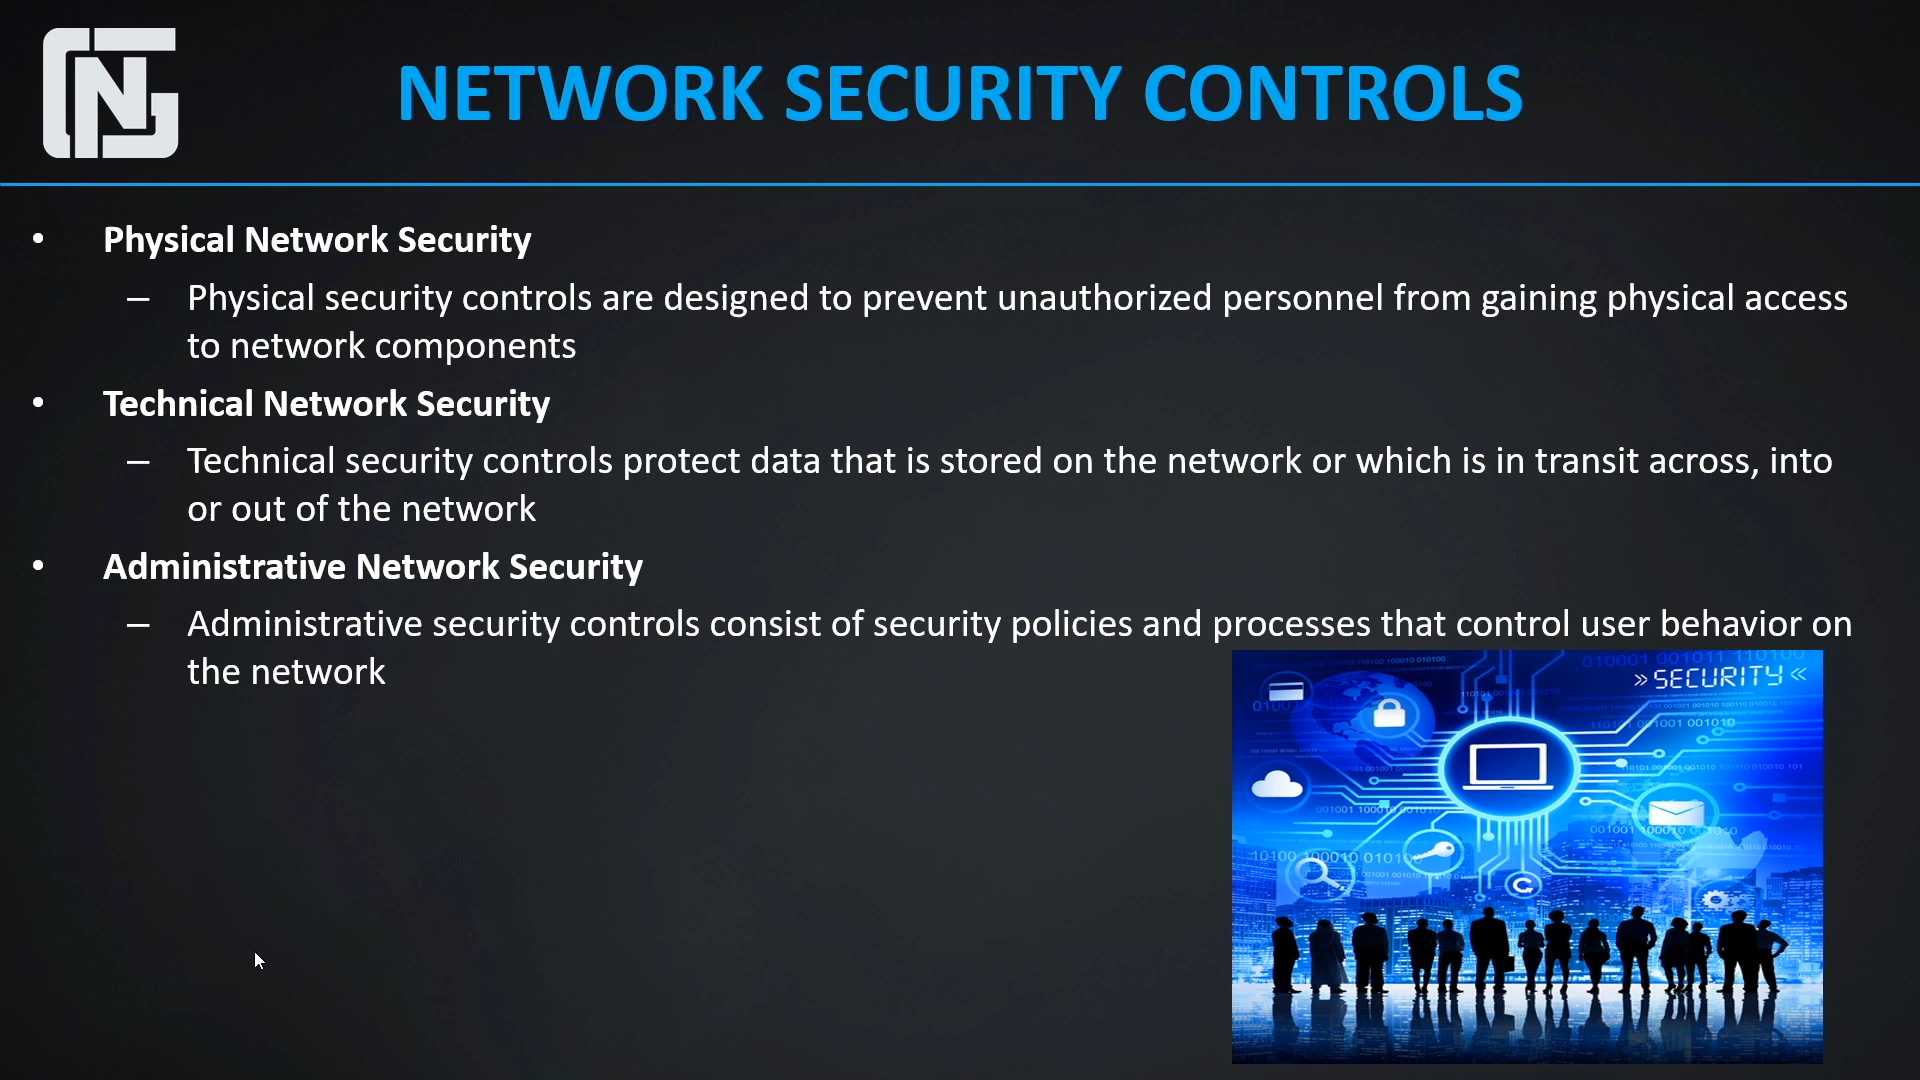 NETWORK SECURITY CONTROLS
• Physical Network Security
– Physical security controls are designed to prevent unauthorized personnel from gaining physical access
to network components
• Technical Network Security
– Technical security controls protect data that is stored on the network or which is in transit across, into
or out of the network
• Administrative Network Security
– Administrative security controls consist of security policies and processes that control user behavior on
the network
010001 001011 110100
»SECURITY«